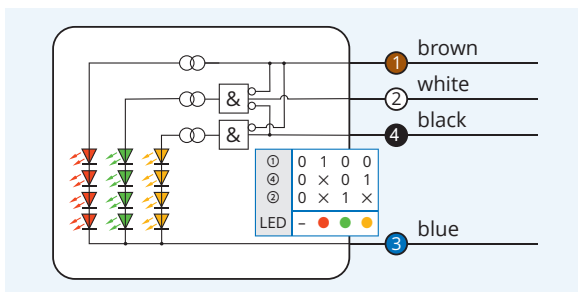 1 brown
& 2 white
& 4 black
① 0 1 0 0
④ 0 × 0 1
② 0 × 1 ×
LED –
3 blue